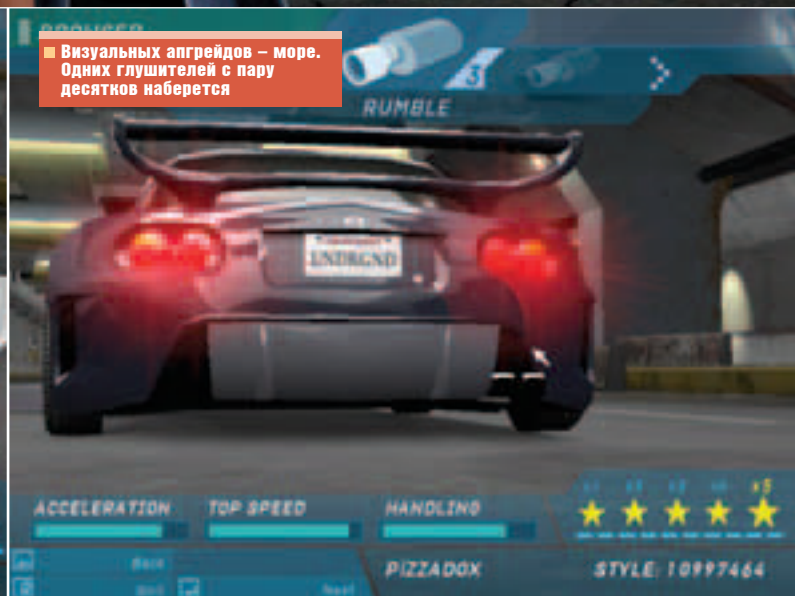 BROWSER
Визуальных апгрейдов – море.
Одних глушителей с пару
десятков наберется
3
RUMBLE
UNDRGND
x5
ACCELERATION TOP SPEED HANDLING
Back
Next
PIZZADOX STYLE: 10997464